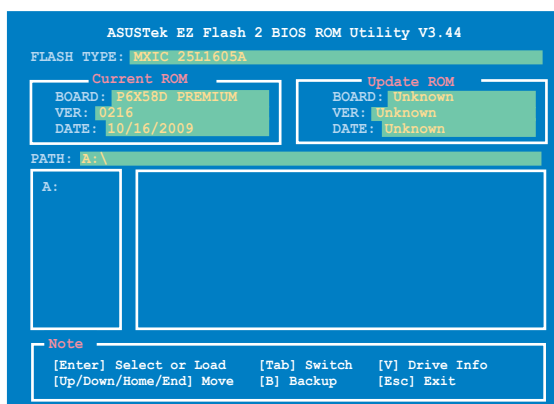 ASUSTek EZ Flash 2 BIOS ROM Utility V3.44
FLASH TYPE: MXIC 25L1605A
Current ROM
BOARD: P6X58D PREMIUM
VER: 0216
DATE: 10/16/2009
Update ROM
BOARD: Unknown
VER: Unknown
DATE: Unknown
PATH: A:\
A:
Note
[Enter] Select or Load [Tab] Switch [V] Drive Info
[Up/Down/Home/End] Move [B] Backup [Esc] Exit